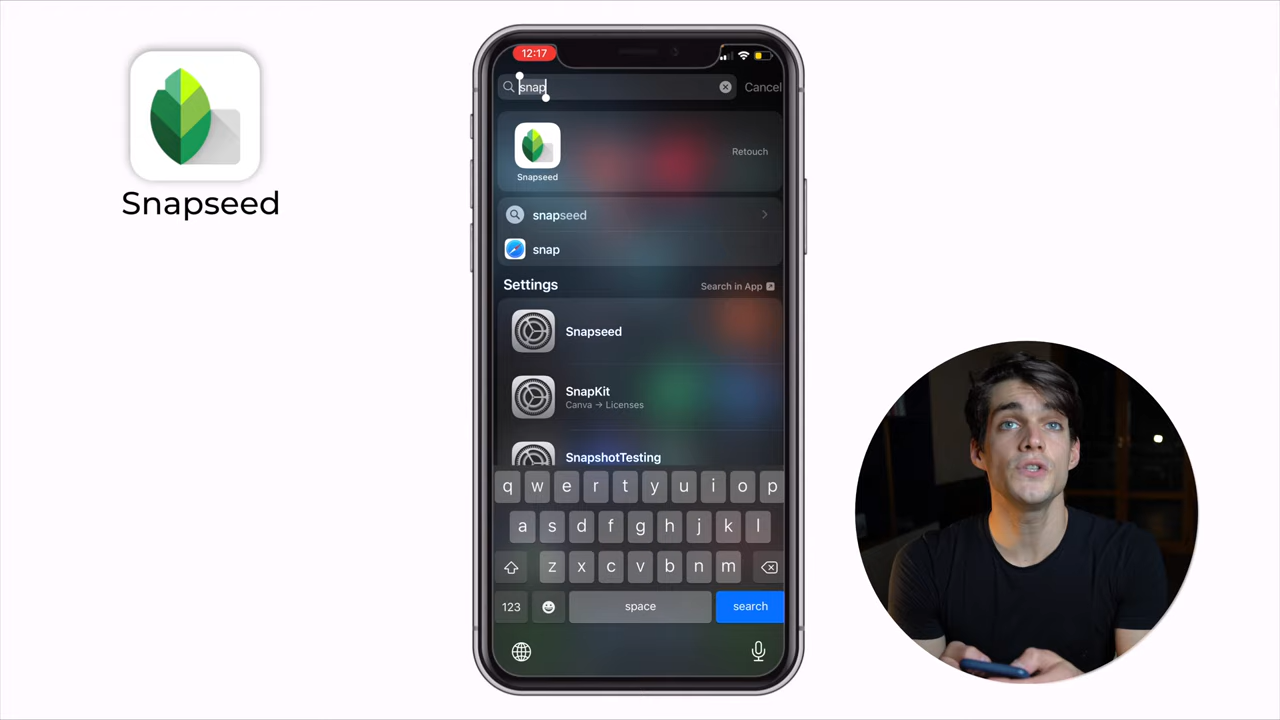 Snapseed
12:17
snap
Cancel
Snapseed
Retouch
snapseed
snap
Settings
Search in App
Snapseed
SnapKit
Canva → Licenses
SnapshotTesting
q w e r t y u i o p
a s d f g h j k l
z x c v b n m
123
space
search